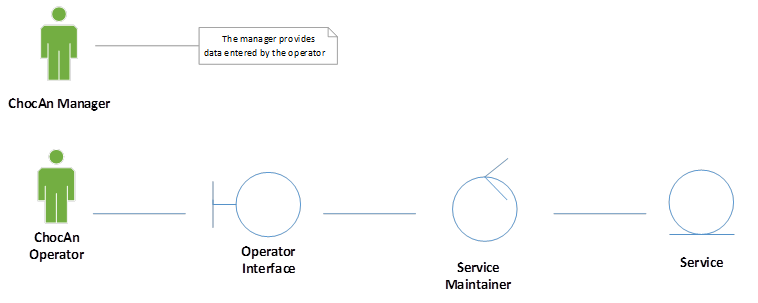 The manager provides
data entered by the operator
ChocAn Manager
ChocAn
Operator
Operator
Interface
Service
Maintainer
Service